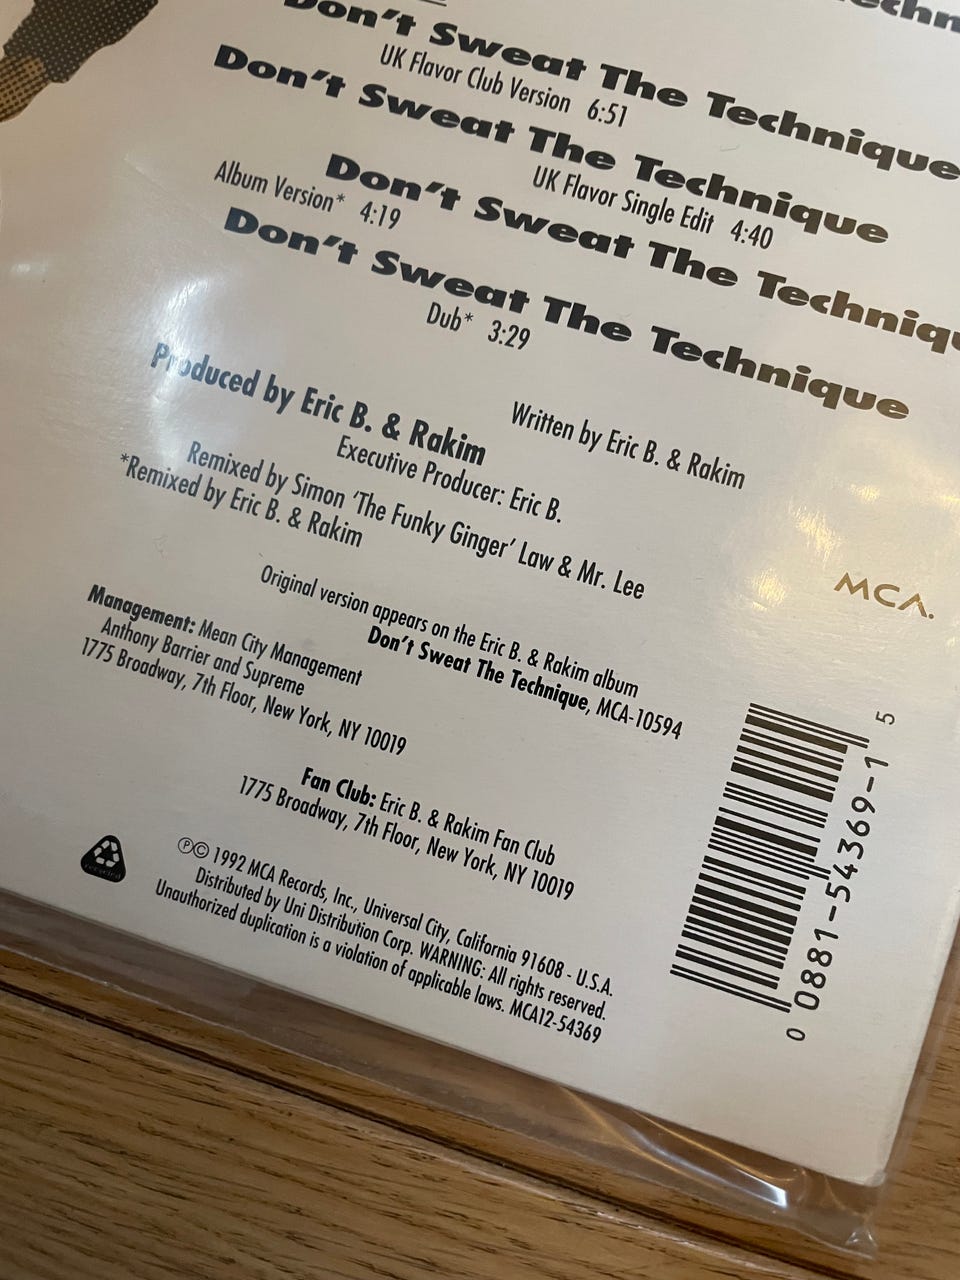 Don't Sweat The Technique
UK Flavor Club Version 6:51
Don't Sweat The Technique
UK Flavor Single Edit 4:40
Don't Sweat The
Album Version* 4:19
Don't Sweat The Technique
Dub* 3:29
Written by Eric B. & Rakim
Produced by Eric B. & Rakim
Executive Producer: Eric B.
Remixed by Simon 'The Funky Ginger' Law & Mr. Lee
*Remixed by Eric B. & Rakim
Original version appears on the Eric B. & Rakim album
Don't Sweat The Technique, MCA-10594
MCA.
Management: Mean City Management
Anthony Barrier and Supreme
1775 Broadway, 7th Floor, New York, NY 10019
Fan Club: Eric B. & Rakim Fan Club
1775 Broadway, 7th Floor, New York, NY 10019
recycled
℗© 1992 MCA Records, Inc., Universal City, California 91608 - U.S.A.
Distributed by Uni Distribution Corp. WARNING: All rights reserved.
Unauthorized duplication is a violation of applicable laws. MCA12-54369
0 0881-54369-1 5